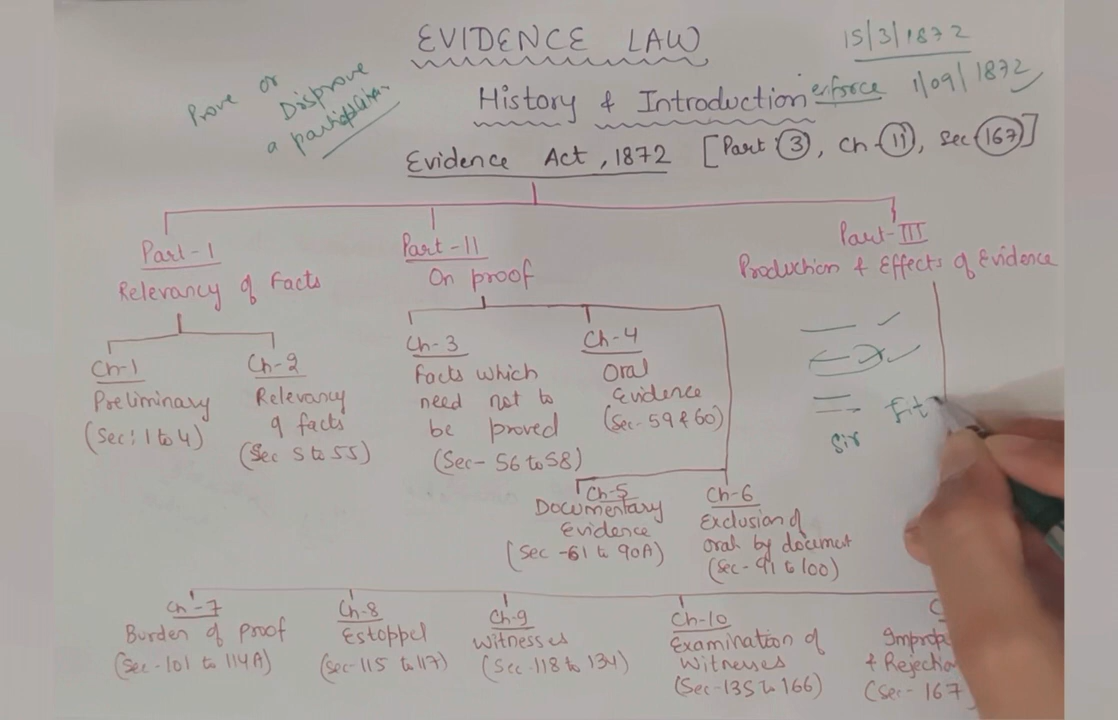 EVIDENCE LAW
15/3/1872
Prove or
Disprove
a
History & Introduction
enforce 1/09/1872
Evidence Act, 1872 [Part ③, Ch-⑪, Sec ⑯⑦]
Part-1
Relevancy of Facts
Part-11
On proof
Part-III
Production & Effects of Evidence
Ch-1
Preliminary
(Sec: 1 to 4)
Ch-2
Relevancy
of facts
(Sec 5 to 55)
Ch-3
Facts which
need not to
be proved
(Sec- 56 to 58)
Ch-4
Oral
Evidence
(Sec- 59 & 60)
Sir
Fit
Ch-5
Documentary
Evidence
(Sec -61 to 90A)
Ch-6
Exclusion of
oral by document
(Sec- 91 to 100)
Ch-7
Burden of proof
(Sec-101 to 114A)
Ch-8
Estoppel
(Sec-115 to 117)
Ch-9
Witnesses
(Sec-118 to 134)
Ch-10
Examination of
Witnesses
(Sec-135 to 166)
C
Imprope
& Rejectio
(Sec- 167